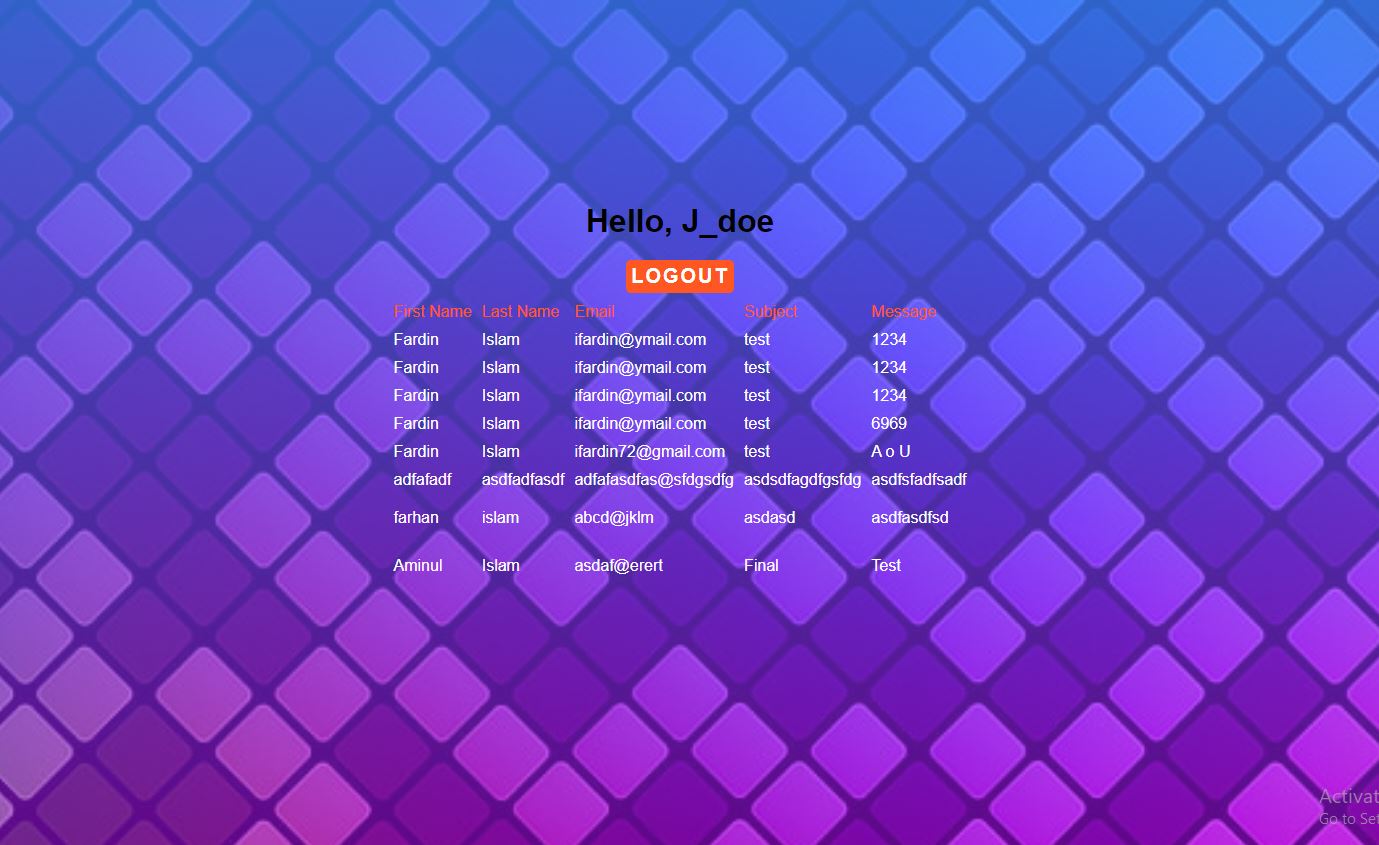 Hello, J_doe
LOGOUT
First Name Last Name Email Subject Message
Fardin Islam ifardin@ymail.com test 1234
Fardin Islam ifardin@ymail.com test 1234
Fardin Islam ifardin@ymail.com test 1234
Fardin Islam ifardin@ymail.com test 6969
Fardin Islam ifardin72@gmail.com test A o U
adfafadf asdfadfasdf adfafasdfas@sfdgsdfg asdsdfagdfgsfdg asdfsfadfsadf
farhan islam abcd@jklm asdasd asdfasdfsd
Aminul Islam asdaf@erert Final Test
Activat
Go to Set